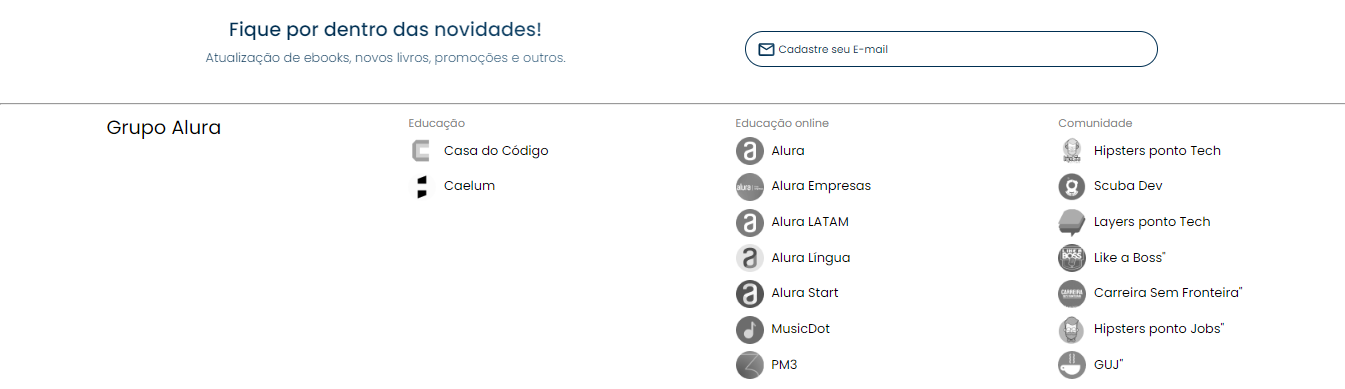 Fique por dentro das novidades!
Atualização de ebooks, novos livros, promoções e outros.
Cadastre seu E-mail
Grupo Alura
Educação
Casa do Código
Caelum
Educação online
Alura
Alura Empresas
Alura LATAM
Alura Língua
Alura Start
MusicDot
PM3
Comunidade
Hipsters ponto Tech
Scuba Dev
Layers ponto Tech
Like a Boss"
Carreira Sem Fronteira"
Hipsters ponto Jobs"
GUJ"